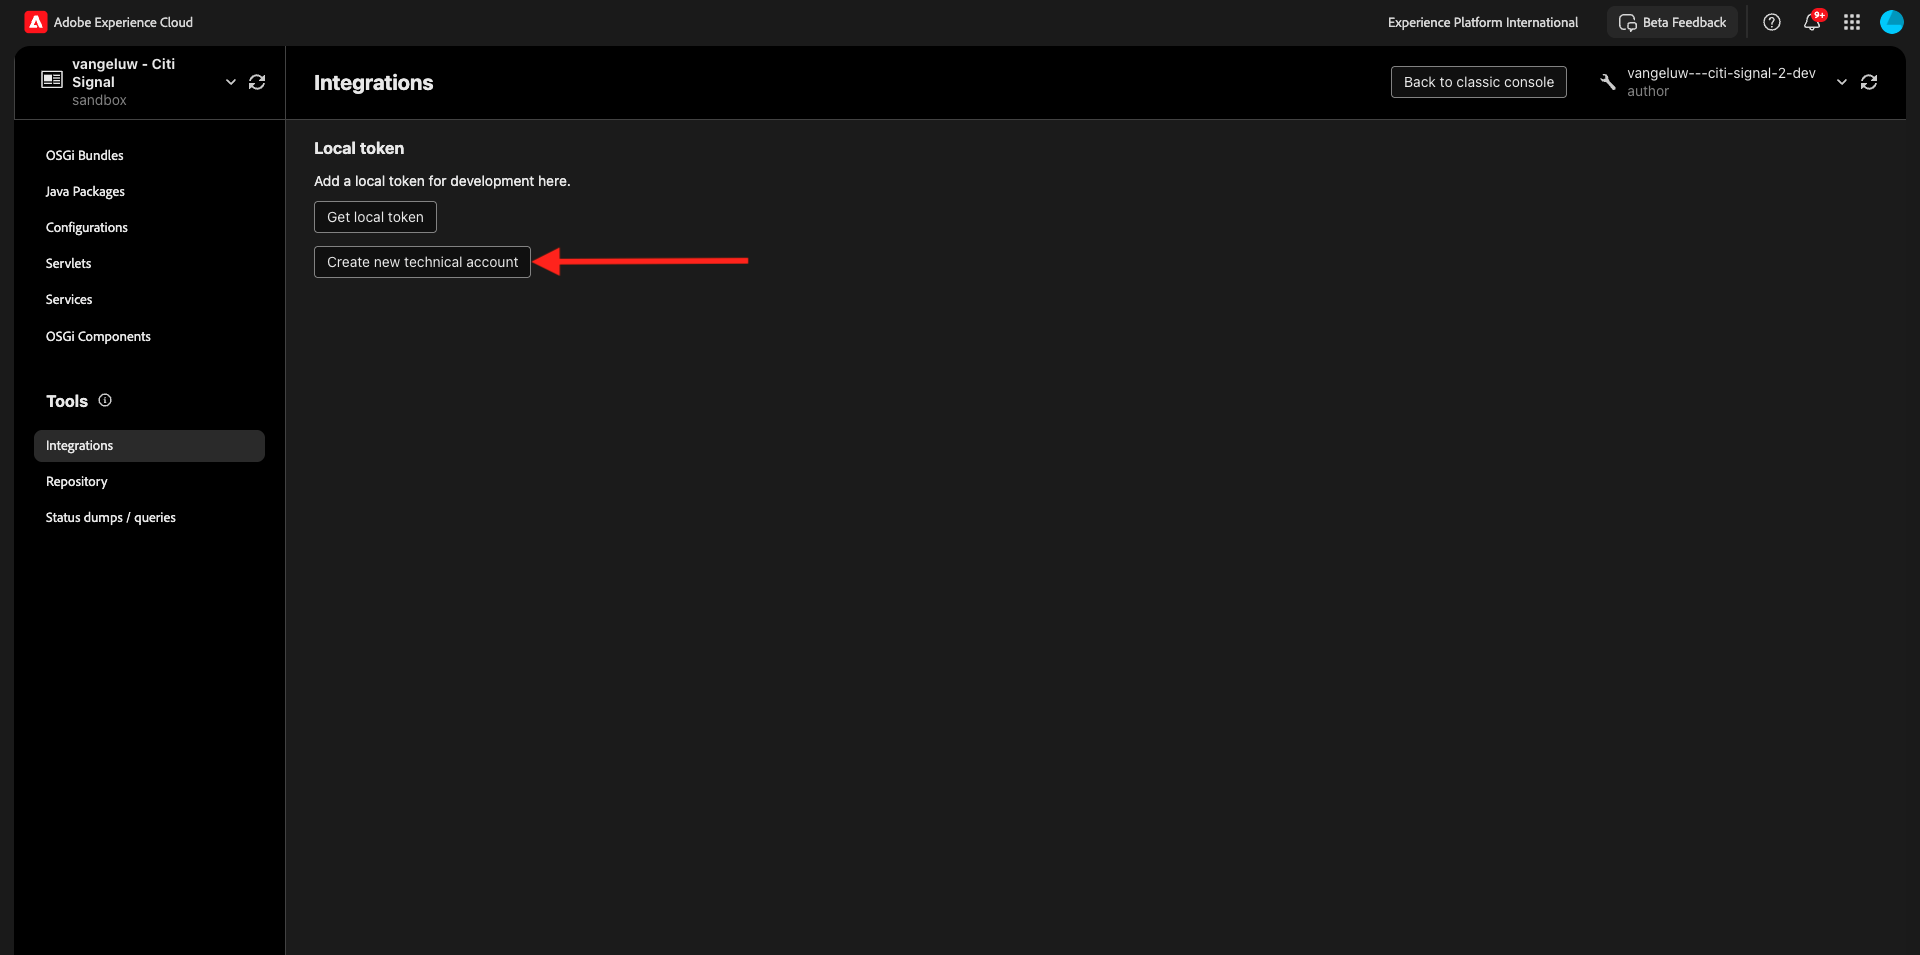 Adobe Experience Cloud
Experience Platform International
Beta Feedback
9+
vangeluw - Citi
Signal
sandbox
Integrations
Back to classic console
vangeluw---citi-signal-2-dev
author
OSGi Bundles
Java Packages
Configurations
Servlets
Services
OSGi Components
Tools
Integrations
Repository
Status dumps / queries
Local token
Add a local token for development here.
Get local token
Create new technical account